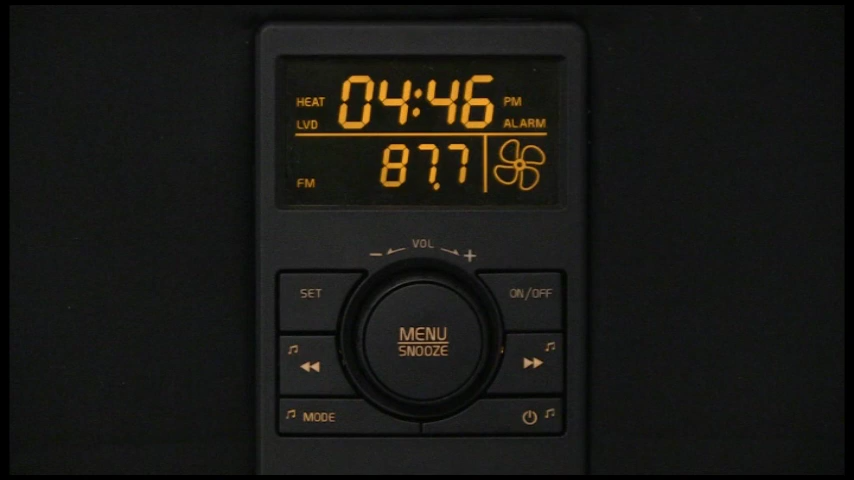 HEAT 04:46 PM
LVD ALARM
FM 87.7
− VOL +
SET ON/OFF
MENU
SNOOZE
MODE